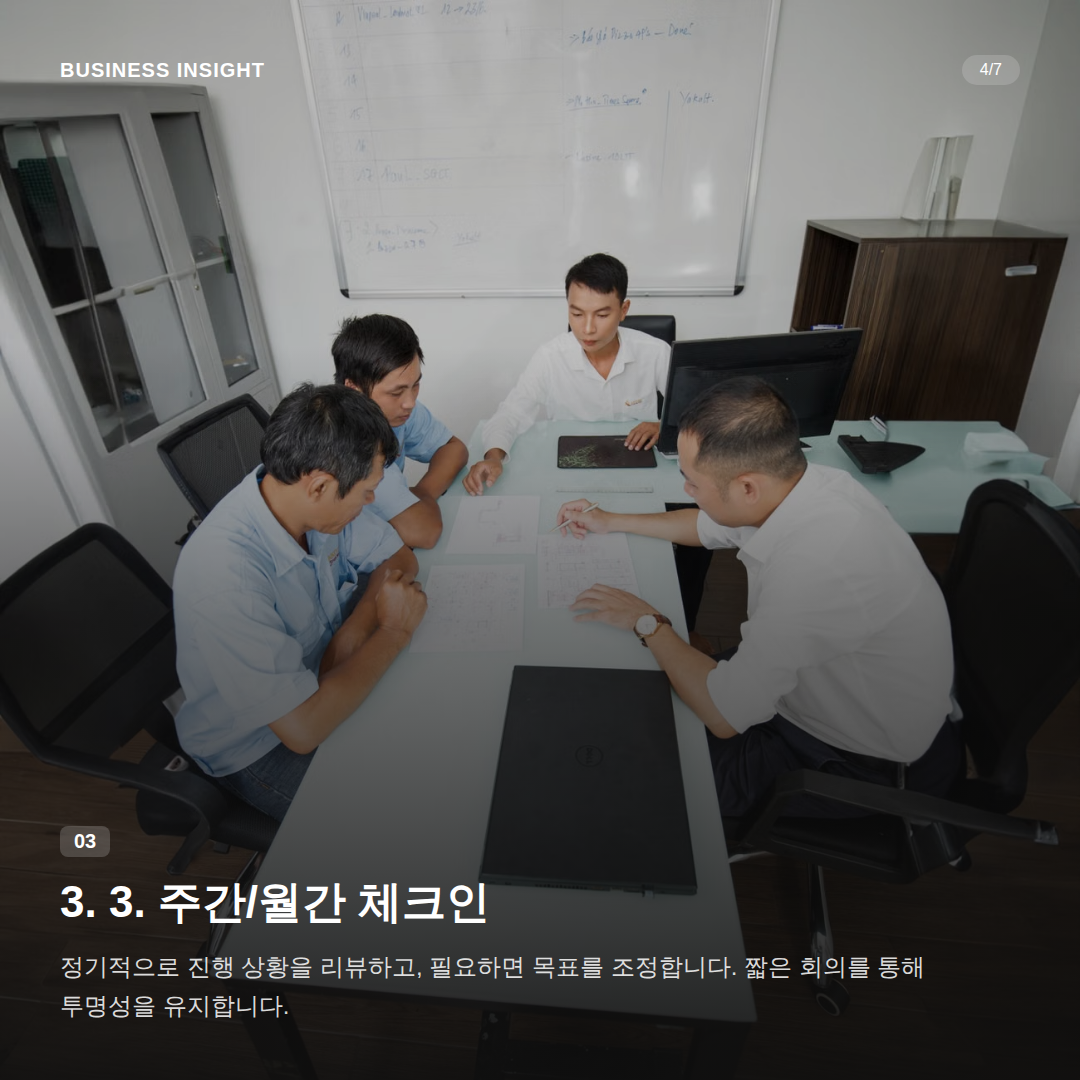 BUSINESS INSIGHT
4/7
03
3. 3. 주간/월간 체크인
정기적으로 진행 상황을 리뷰하고, 필요하면 목표를 조정합니다. 짧은 회의를 통해
투명성을 유지합니다.